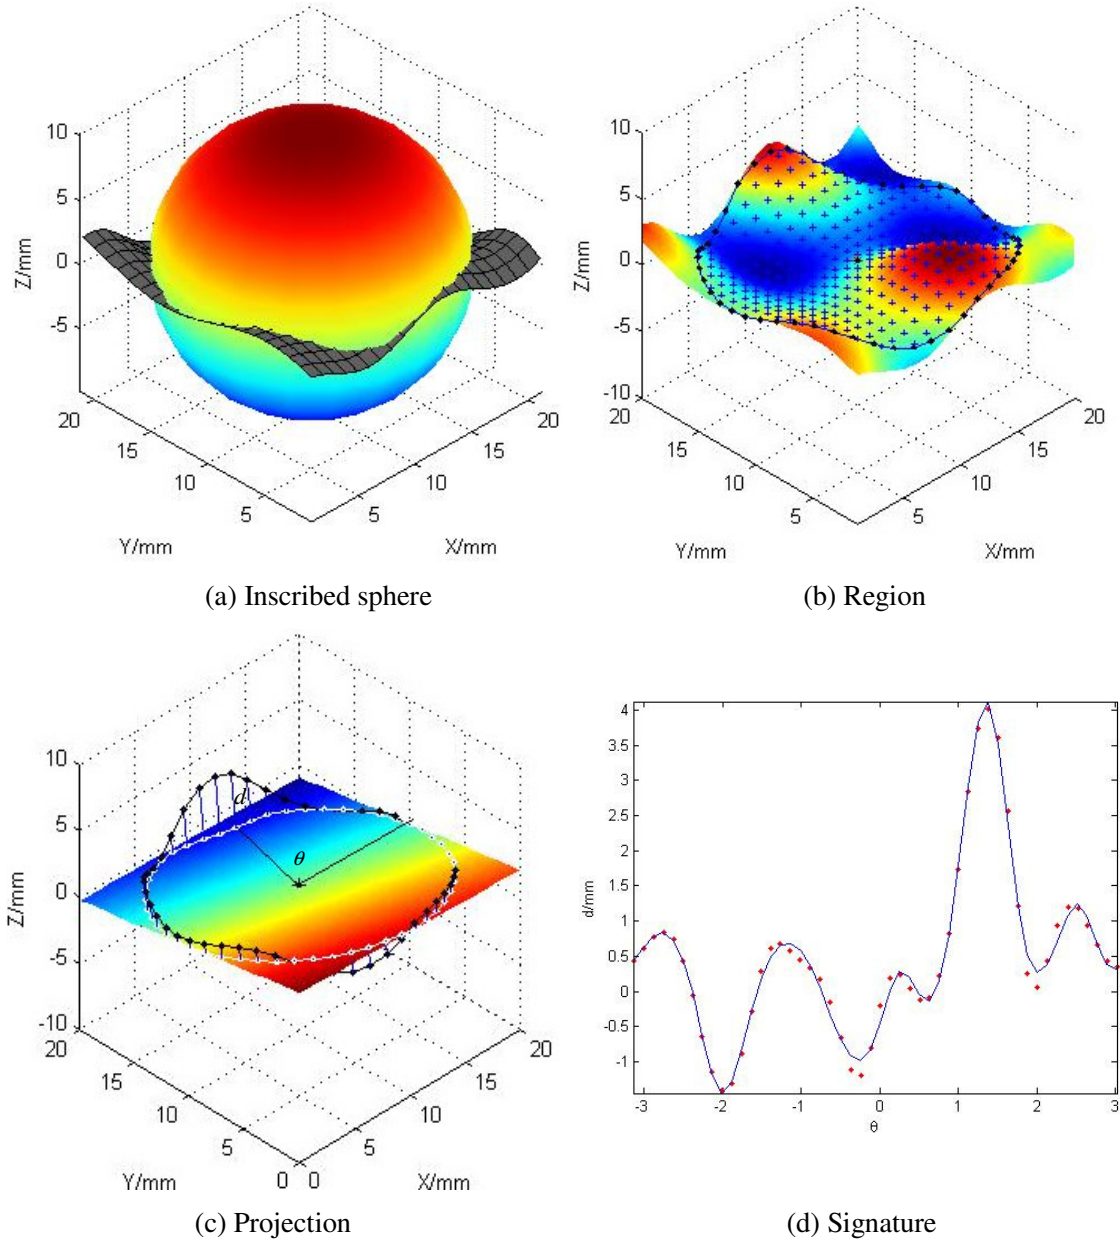 10
5
0
-5
Z/mm
20
15
10
5
Y/mm
5
10
15
20
X/mm
(a) Inscribed sphere
10
5
0
-5
-10
Z/mm
20
15
10
5
Y/mm
5
10
15
20
X/mm
(b) Region
10
5
0
-5
-10
Z/mm
d
θ
20
15
10
5
0
Y/mm
0
5
10
15
20
X/mm
(c) Projection
4
3.5
3
2.5
2
1.5
1
0.5
0
-0.5
-1
d/mm
-3 -2 -1 0 1 2 3
θ
(d) Signature